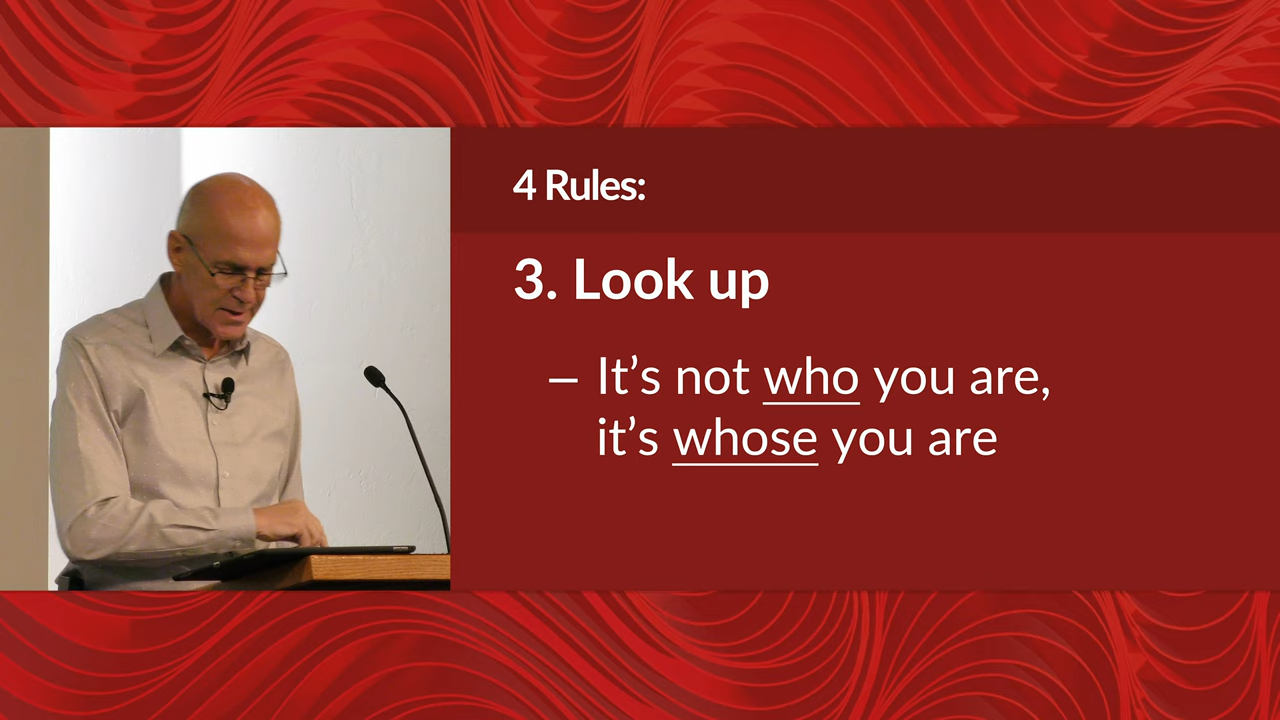 4 Rules:
3. Look up
– It’s not who you are,
it’s whose you are